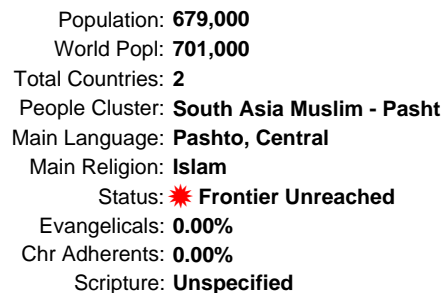 Population: 679,000
World Popl: 701,000
Total Countries: 2
People Cluster: South Asia Muslim - Pasht
Main Language: Pashto, Central
Main Religion: Islam
Status: Frontier Unreached
Evangelicals: 0.00%
Chr Adherents: 0.00%
Scripture: Unspecified